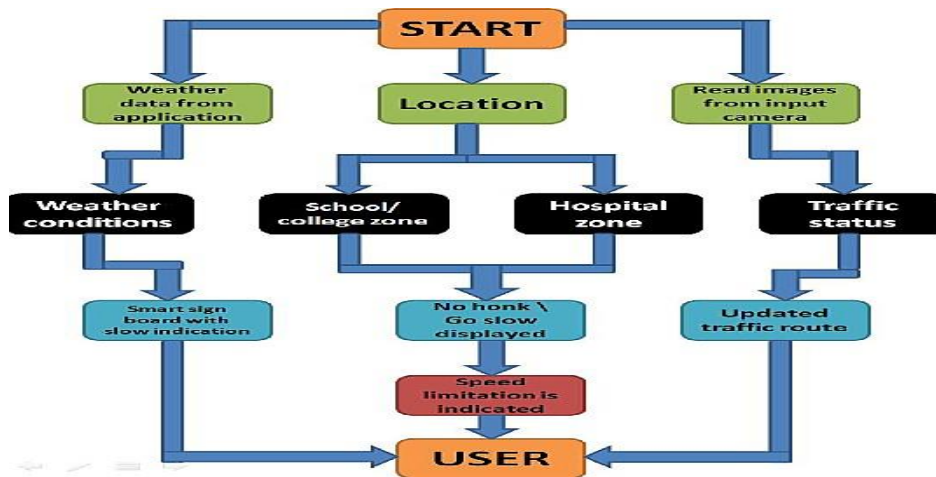 START
Weather
data from
application
Location
Read images
from input
camera
Weather
conditions
School/
college zone
Hospital
zone
Traffic
status
Smart sign
board with
slow indication
No honk \
Go slow
displayed
Updated
traffic route
Speed
limitation is
indicated
USER